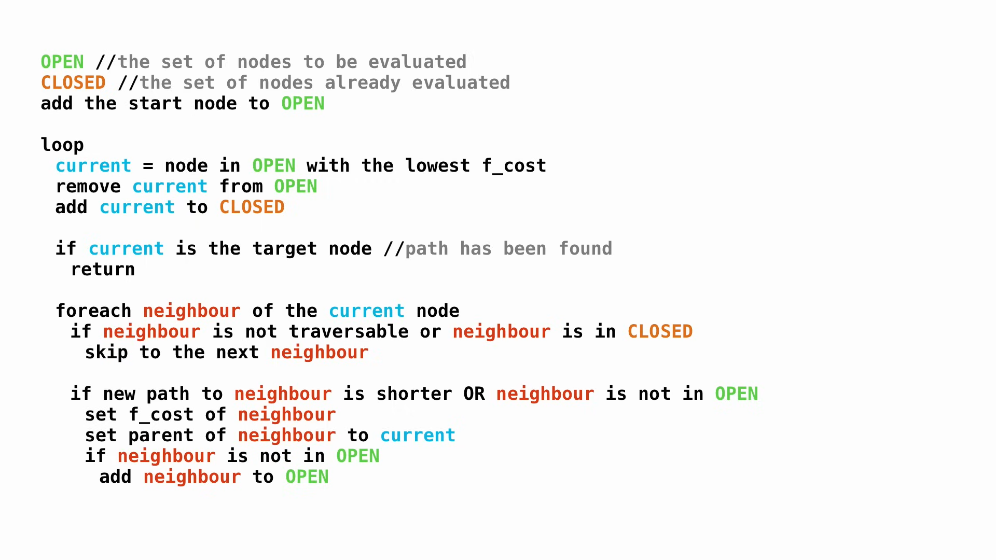 OPEN //the set of nodes to be evaluated
CLOSED //the set of nodes already evaluated
add the start node to OPEN
loop
current = node in OPEN with the lowest f_cost
remove current from OPEN
add current to CLOSED
if current is the target node //path has been found
return
foreach neighbour of the current node
if neighbour is not traversable or neighbour is in CLOSED
skip to the next neighbour
if new path to neighbour is shorter OR neighbour is not in OPEN
set f_cost of neighbour
set parent of neighbour to current
if neighbour is not in OPEN
add neighbour to OPEN